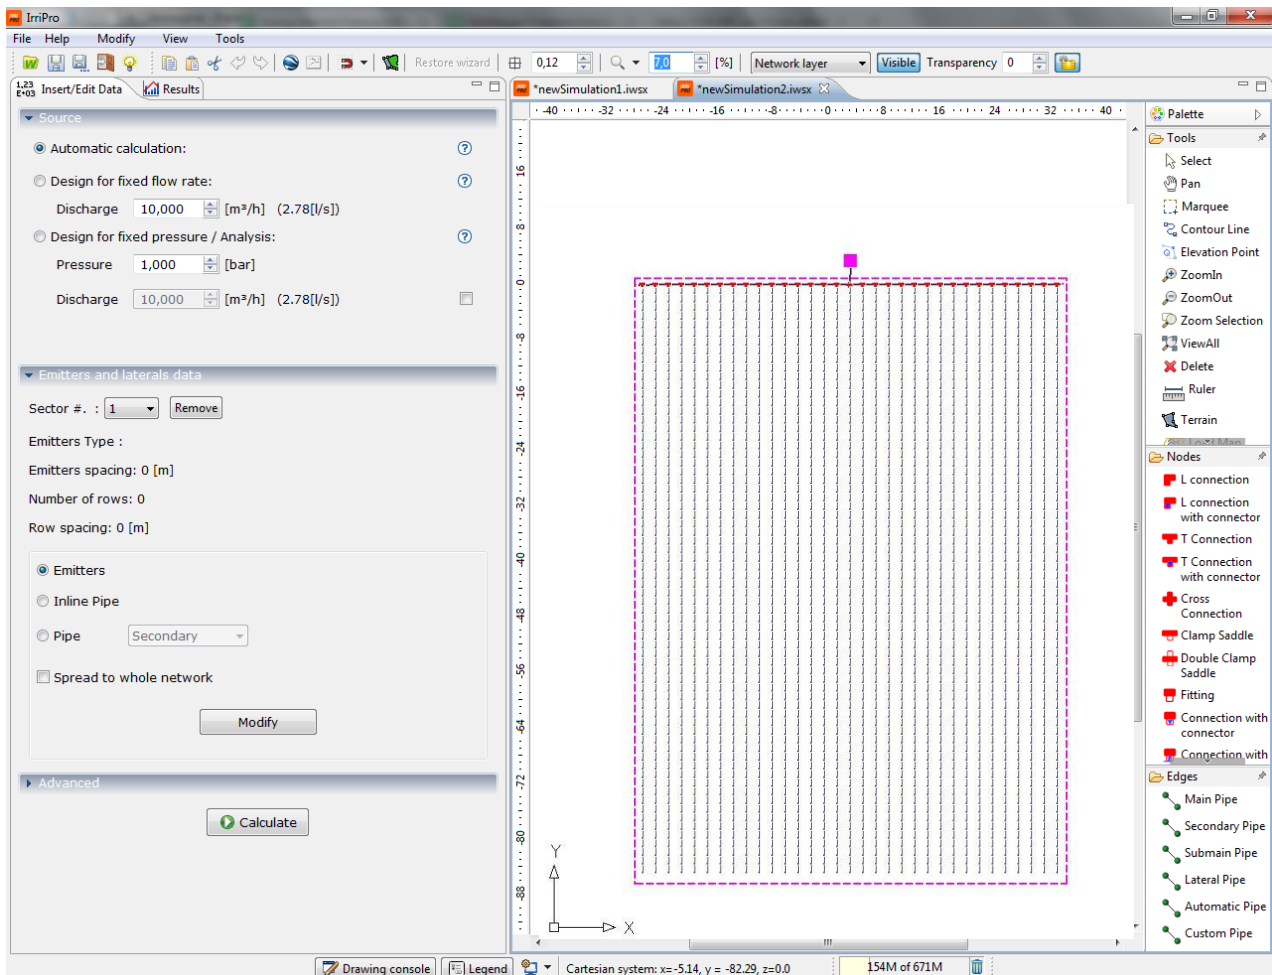 IrriPro
File Help Modify View Tools
Restore wizard 0,12 7,0 [%] Network layer Visible Transparency 0
1,23
E+03 Insert/Edit Data Results
*newSimulation1.iwsx *newSimulation2.iwsx
Source
Automatic calculation:
Design for fixed flow rate:
Discharge 10,000 [m³/h] (2.78[l/s])
Design for fixed pressure / Analysis:
Pressure 1,000 [bar]
Discharge 10,000 [m³/h] (2.78[l/s])
Emitters and laterals data
Sector #. : 1 Remove
Emitters Type :
Emitters spacing: 0 [m]
Number of rows: 0
Row spacing: 0 [m]
Emitters
Inline Pipe
Pipe Secondary
Spread to whole network
Modify
Advanced
Calculate
-40 -32 -24 -16 -8 0 8 16 24 32 40
16
8
0
-8
-16
-24
-32
-40
-48
-56
-64
-72
-80
-88
Y
X
Palette
Tools
Select
Pan
Marquee
Contour Line
Elevation Point
ZoomIn
ZoomOut
Zoom Selection
ViewAll
Delete
Ruler
Terrain
Load Map
Nodes
L connection
L connection
with connector
T Connection
T Connection
with connector
Cross
Connection
Clamp Saddle
Double Clamp
Saddle
Fitting
Connection with
connector
Connection with
Edges
Main Pipe
Secondary Pipe
Submain Pipe
Lateral Pipe
Automatic Pipe
Custom Pipe
Drawing console Legend Cartesian system: x=-5.14, y = -82.29, z=0.0 154M of 671M